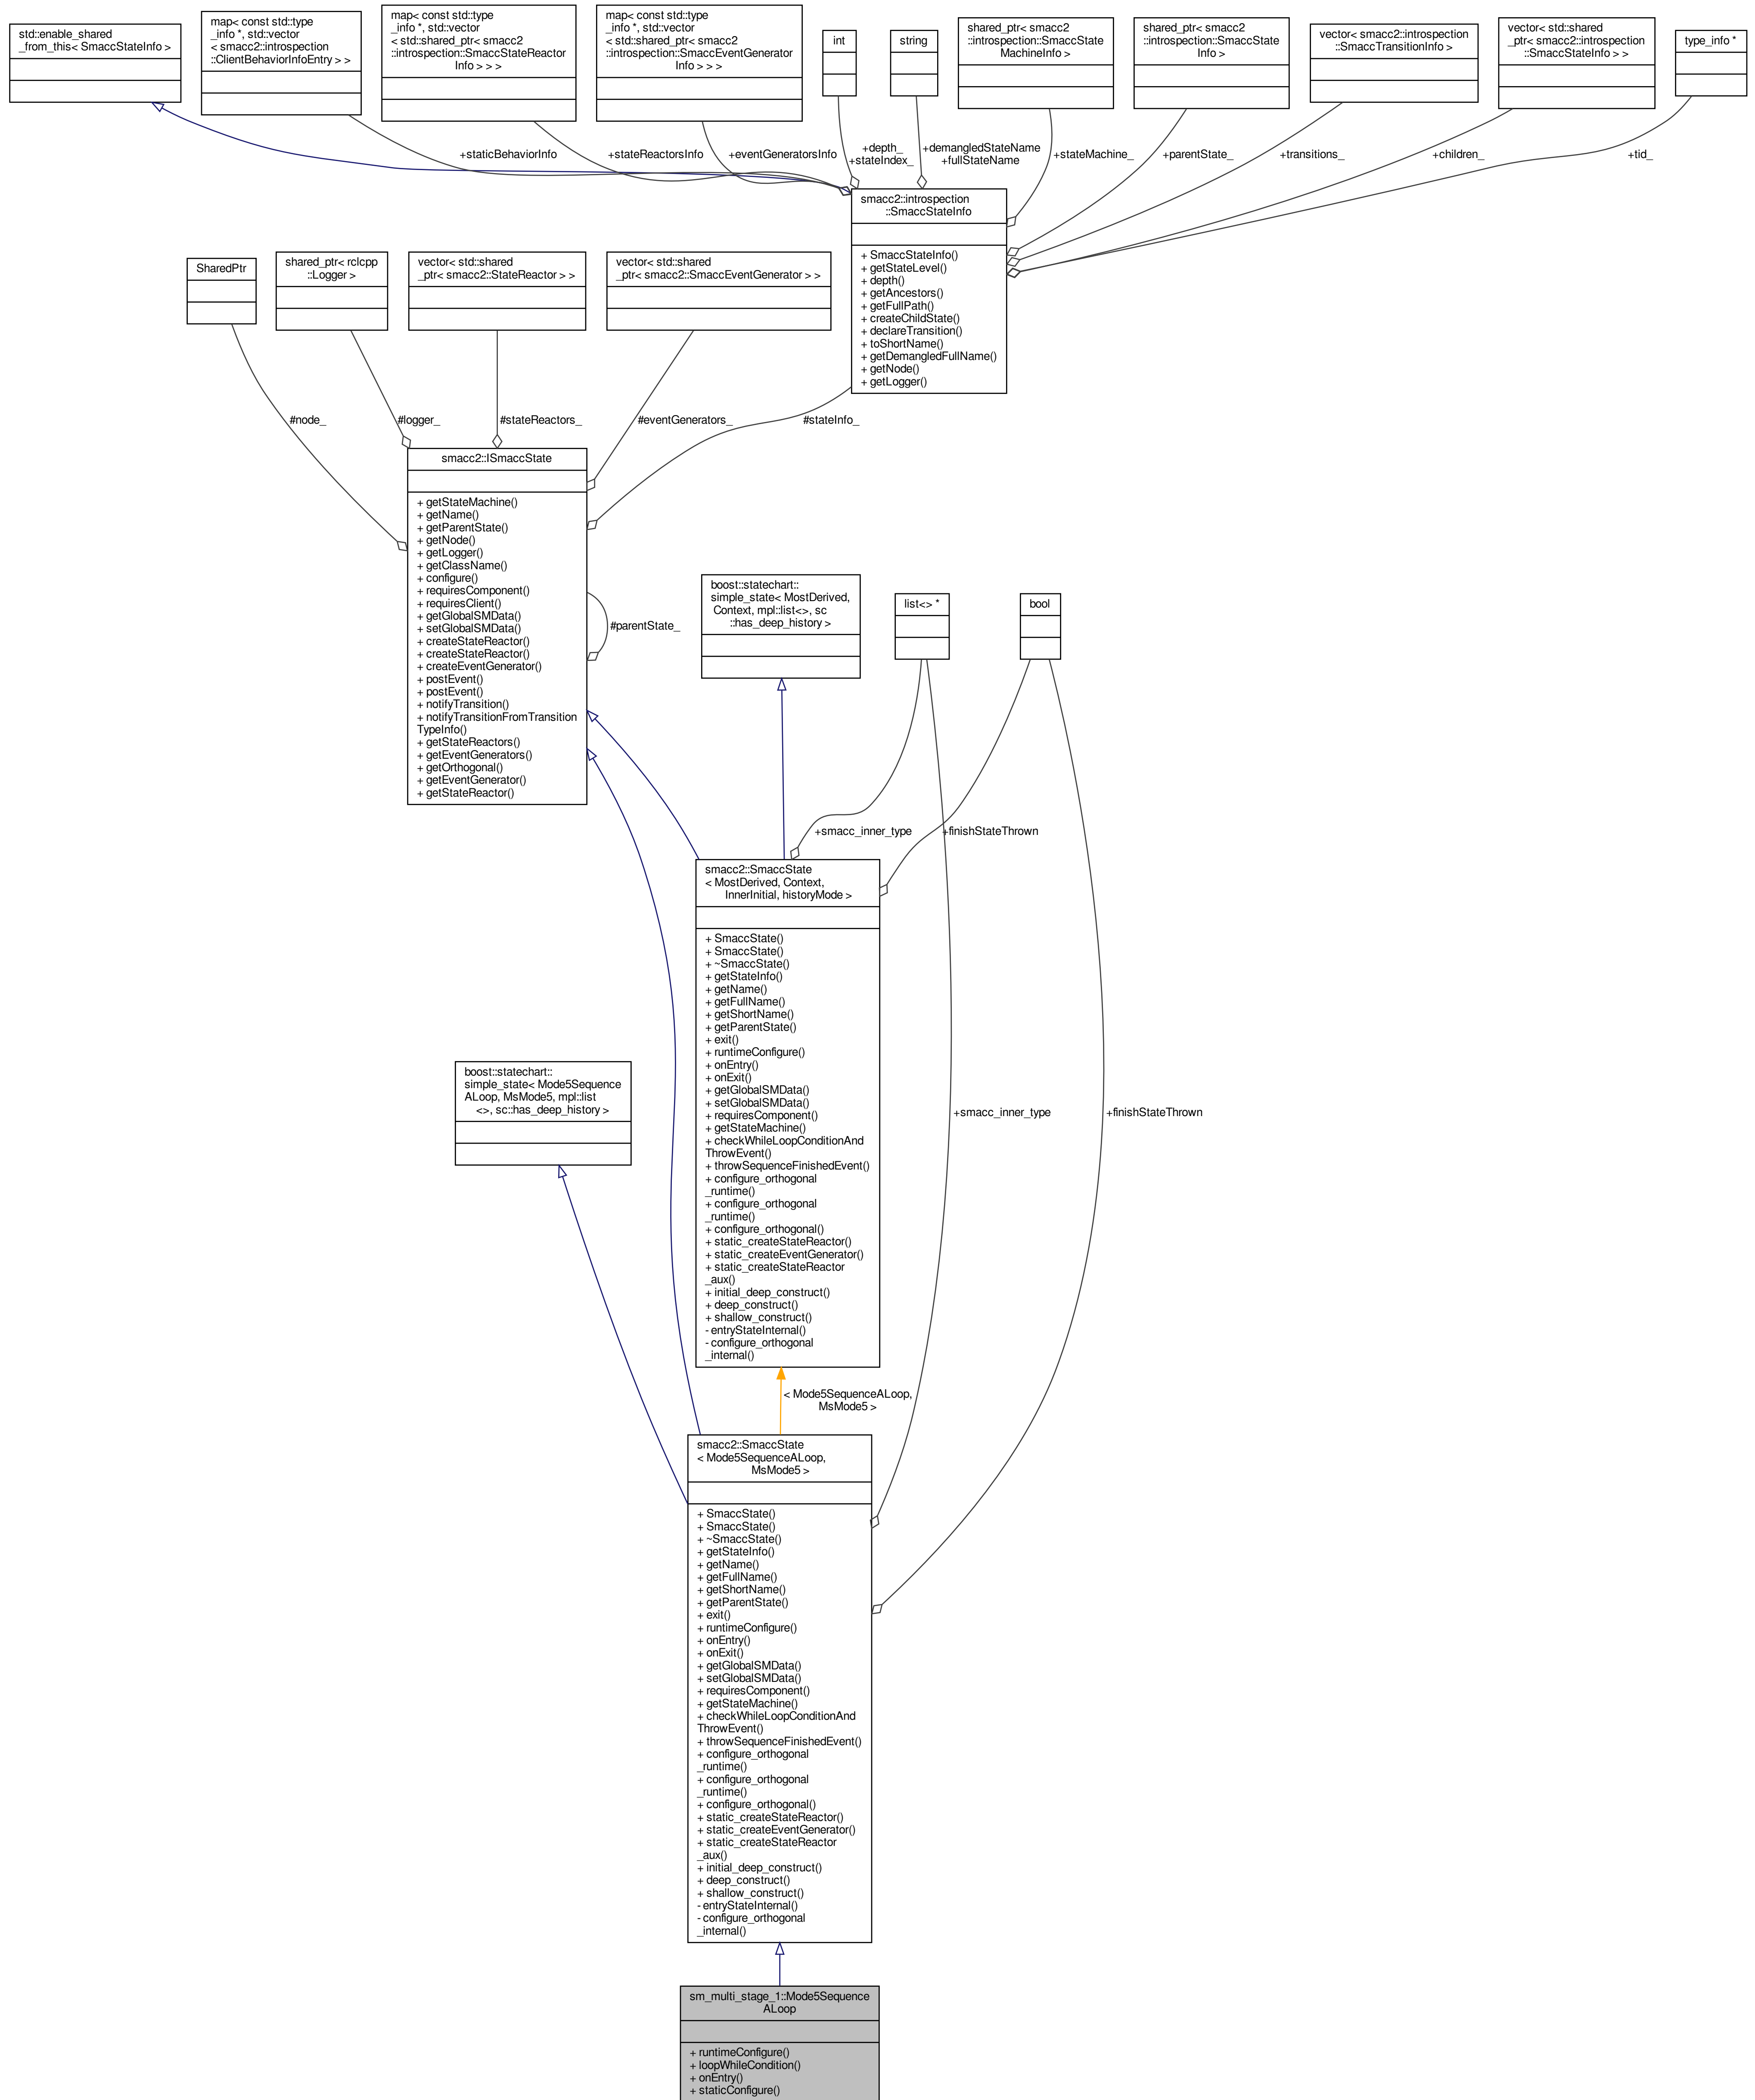 std::enable_shared
_from_this< SmaccStateInfo >
map< const std::type
_info *, std::vector
< smacc2::introspection
::ClientBehaviorInfoEntry > >
map< const std::type
_info *, std::vector
< std::shared_ptr< smacc2
::introspection::SmaccStateReactor
Info > > >
map< const std::type
_info *, std::vector
< std::shared_ptr< smacc2
::introspection::SmaccEventGenerator
Info > > >
int
string
shared_ptr< smacc2
::introspection::SmaccState
MachineInfo >
shared_ptr< smacc2
::introspection::SmaccState
Info >
vector< smacc2::introspection
::SmaccTransitionInfo >
vector< std::shared
_ptr< smacc2::introspection
::SmaccStateInfo > >
type_info *
+staticBehaviorInfo
+stateReactorsInfo
+eventGeneratorsInfo
+depth_
+stateIndex_
+demangledStateName
+fullStateName
+stateMachine_
+parentState_
+transitions_
+children_
+tid_
smacc2::introspection
::SmaccStateInfo
+ SmaccStateInfo()
+ getStateLevel()
+ depth()
+ getAncestors()
+ getFullPath()
+ createChildState()
+ declareTransition()
+ toShortName()
+ getDemangledFullName()
+ getNode()
+ getLogger()
SharedPtr
shared_ptr< rclcpp
::Logger >
vector< std::shared
_ptr< smacc2::StateReactor > >
vector< std::shared
_ptr< smacc2::SmaccEventGenerator > >
#node_
#logger_
#stateReactors_
#eventGenerators_
#stateInfo_
smacc2::ISmaccState
+ getStateMachine()
+ getName()
+ getParentState()
+ getNode()
+ getLogger()
+ getClassName()
+ configure()
+ requiresComponent()
+ requiresClient()
+ getGlobalSMData()
+ setGlobalSMData()
+ createStateReactor()
+ createStateReactor()
+ createEventGenerator()
+ postEvent()
+ postEvent()
+ notifyTransition()
+ notifyTransitionFromTransition
TypeInfo()
+ getStateReactors()
+ getEventGenerators()
+ getOrthogonal()
+ getEventGenerator()
+ getStateReactor()
#parentState_
boost::statechart::
simple_state< MostDerived,
Context, mpl::list<>, sc
::has_deep_history >
list<> *
bool
+smacc_inner_type
+finishStateThrown
smacc2::SmaccState
< MostDerived, Context,
InnerInitial, historyMode >
+ SmaccState()
+ SmaccState()
+ ~SmaccState()
+ getStateInfo()
+ getName()
+ getFullName()
+ getShortName()
+ getParentState()
+ exit()
+ runtimeConfigure()
+ onEntry()
+ onExit()
+ getGlobalSMData()
+ setGlobalSMData()
+ requiresComponent()
+ getStateMachine()
+ checkWhileLoopConditionAnd
ThrowEvent()
+ throwSequenceFinishedEvent()
+ configure_orthogonal
_runtime()
+ configure_orthogonal
_runtime()
+ configure_orthogonal()
+ static_createStateReactor()
+ static_createEventGenerator()
+ static_createStateReactor
_aux()
+ initial_deep_construct()
+ deep_construct()
+ shallow_construct()
- entryStateInternal()
- configure_orthogonal
_internal()
boost::statechart::
simple_state< Mode5Sequence
ALoop, MsMode5, mpl::list
<>, sc::has_deep_history >
+smacc_inner_type
+finishStateThrown
< Mode5SequenceALoop,
MsMode5 >
smacc2::SmaccState
< Mode5SequenceALoop,
MsMode5 >
+ SmaccState()
+ SmaccState()
+ ~SmaccState()
+ getStateInfo()
+ getName()
+ getFullName()
+ getShortName()
+ getParentState()
+ exit()
+ runtimeConfigure()
+ onEntry()
+ onExit()
+ getGlobalSMData()
+ setGlobalSMData()
+ requiresComponent()
+ getStateMachine()
+ checkWhileLoopConditionAnd
ThrowEvent()
+ throwSequenceFinishedEvent()
+ configure_orthogonal
_runtime()
+ configure_orthogonal
_runtime()
+ configure_orthogonal()
+ static_createStateReactor()
+ static_createEventGenerator()
+ static_createStateReactor
_aux()
+ initial_deep_construct()
+ deep_construct()
+ shallow_construct()
- entryStateInternal()
- configure_orthogonal
_internal()
sm_multi_stage_1::Mode5Sequence
ALoop
+ runtimeConfigure()
+ loopWhileCondition()
+ onEntry()
+ staticConfigure()